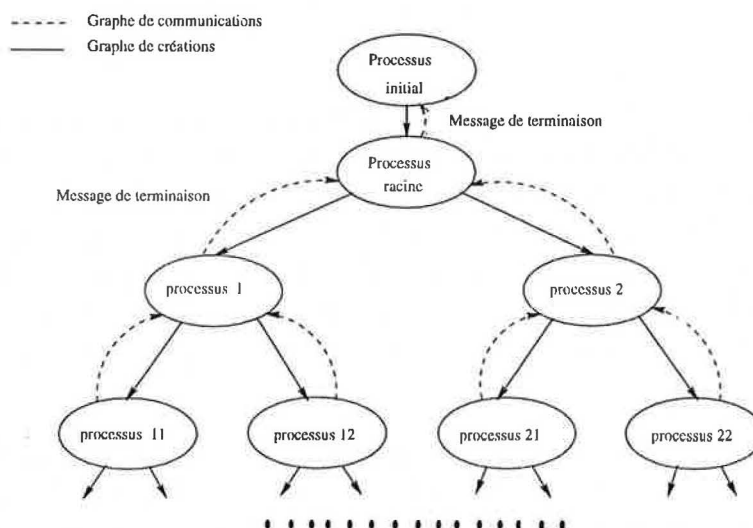 Graphe de communications
Graphe de créations
Processus
initial
Message de terminaison
Processus
racine
Message de terminaison
processus 1
processus 2
processus 11
processus 12
processus 21
processus 22